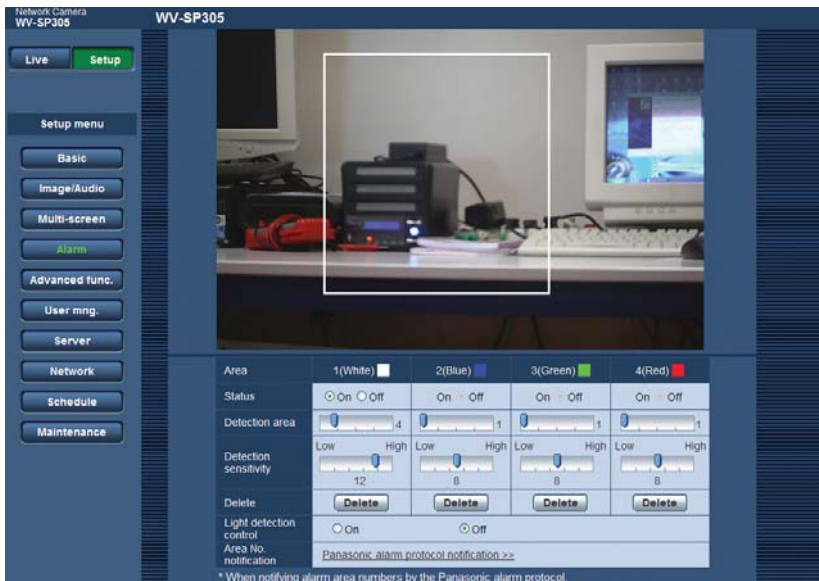 Network Camera
WV-SP305
WV-SP305
Live Setup
Setup menu
Basic
Image/Audio
Multi-screen
Alarm
Advanced func.
User mng.
Server
Network
Schedule
Maintenance
Area 1(White) 2(Blue) 3(Green) 4(Red)
Status On Off On Off On Off On Off
Detection area 4 1 1 1
Detection sensitivity Low High Low High Low High Low High
12 8 8 8
Delete Delete Delete Delete Delete
Light detection control On Off
Area No. notification Panasonic alarm protocol notification >>
* When notifying alarm area numbers by the Panasonic alarm protocol.